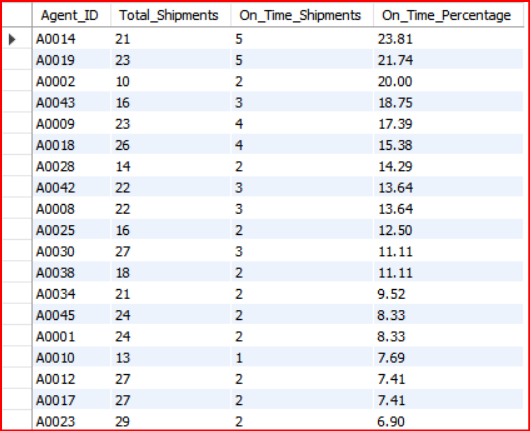 Agent_ID Total_Shipments On_Time_Shipments On_Time_Percentage
A0014 21 5 23.81
A0019 23 5 21.74
A0002 10 2 20.00
A0043 16 3 18.75
A0009 23 4 17.39
A0018 26 4 15.38
A0028 14 2 14.29
A0042 22 3 13.64
A0008 22 3 13.64
A0025 16 2 12.50
A0030 27 3 11.11
A0038 18 2 11.11
A0034 21 2 9.52
A0045 24 2 8.33
A0001 24 2 8.33
A0010 13 1 7.69
A0012 27 2 7.41
A0017 27 2 7.41
A0023 29 2 6.90